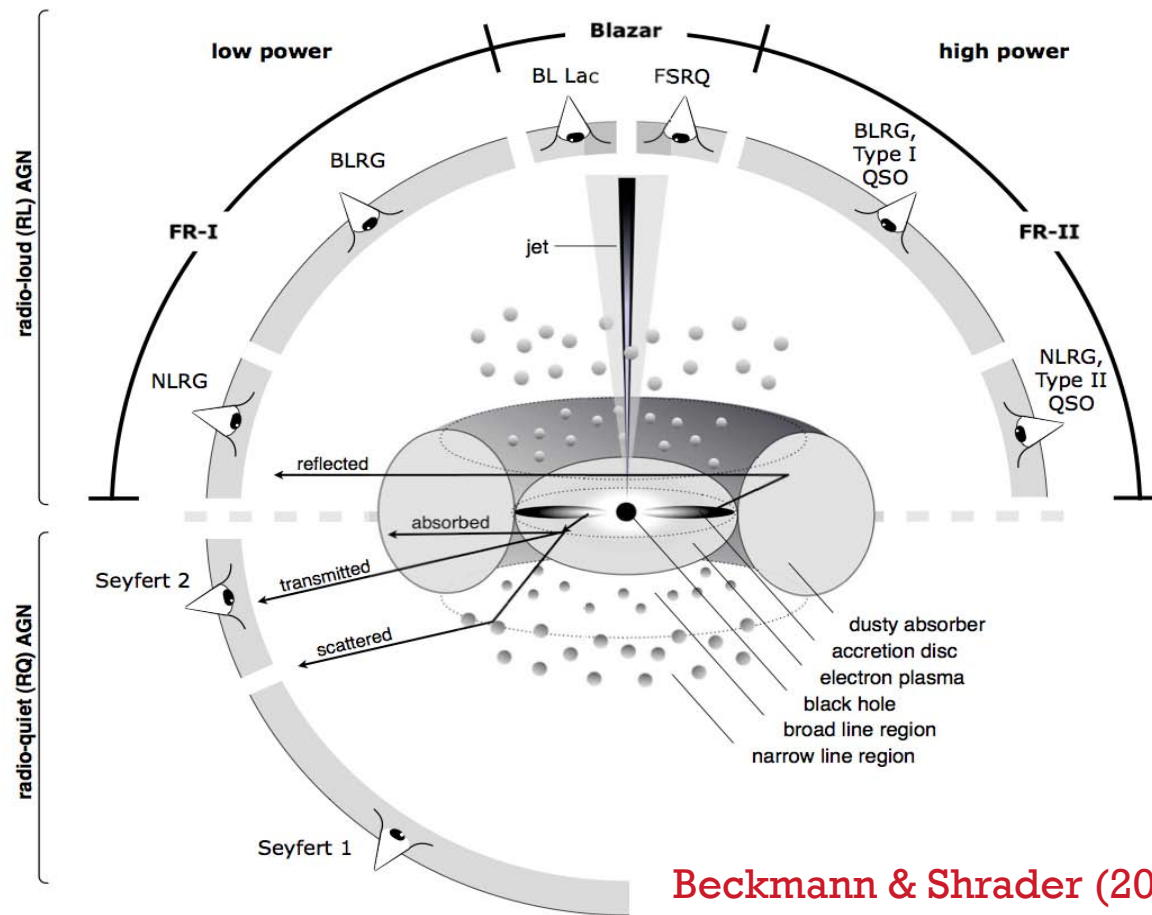 low power
Blazar
high power
BL Lac
FSRQ
BLRG
BLRG,
Type I
QSO
FR-I
FR-II
jet
radio-loud (RL) AGN
NLRG
NLRG,
Type II
QSO
reflected
absorbed
Seyfert 2
transmitted
scattered
radio-quiet (RQ) AGN
dusty absorber
accretion disc
electron plasma
black hole
broad line region
narrow line region
Seyfert 1
Beckmann & Shrader (20